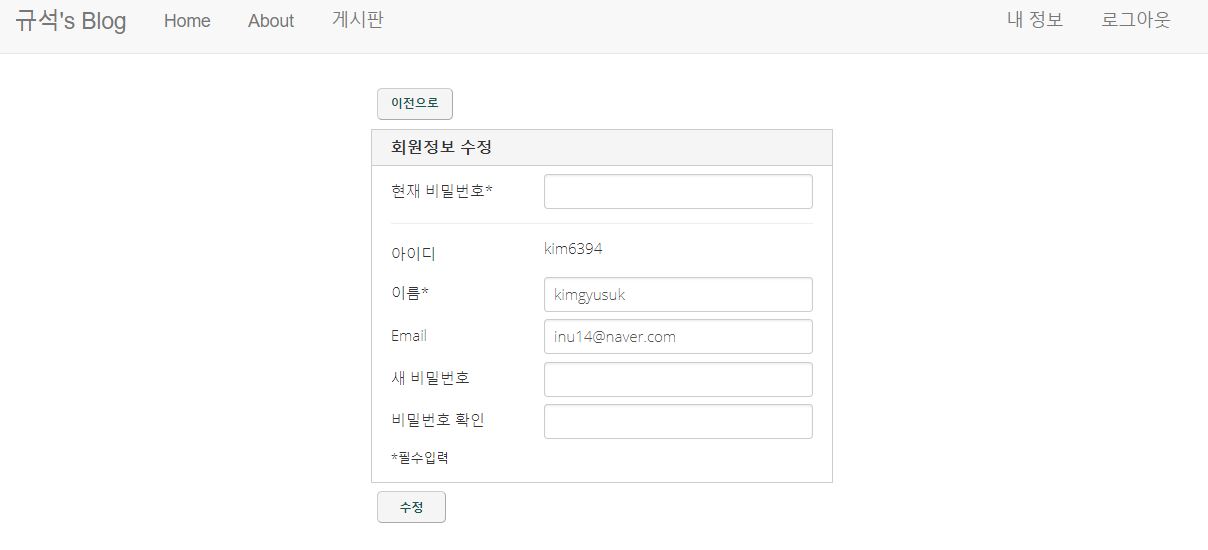 규석's Blog Home About 게시판 내 정보 로그아웃
이전으로
회원정보 수정
현재 비밀번호*
아이디 kim6394
이름* kimgyusuk
Email inu14@naver.com
새 비밀번호
비밀번호 확인
*필수입력
수정